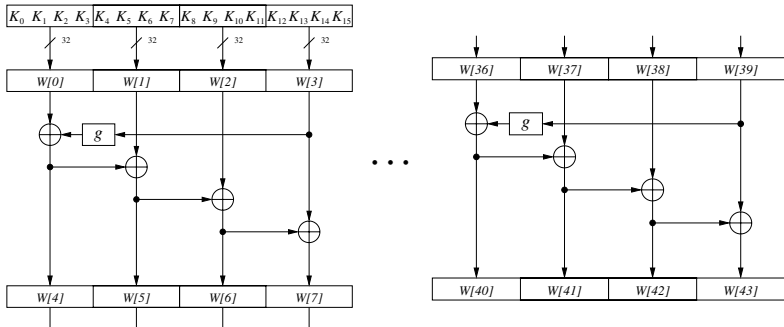 K0 K1 K2 K3 K4 K5 K6 K7 K8 K9 K10 K11 K12 K13 K14 K15
32 32 32 32
W[0] W[1] W[2] W[3]
g
W[4] W[5] W[6] W[7]
...
W[36] W[37] W[38] W[39]
g
W[40] W[41] W[42] W[43]